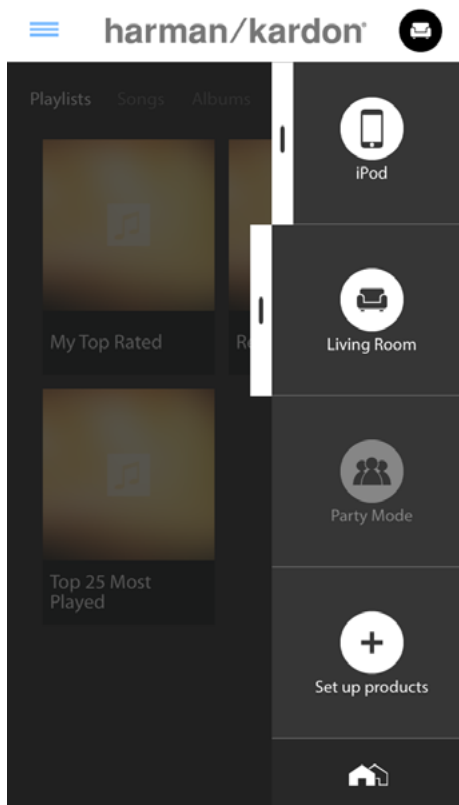 harman/kardon®
Playlists Songs Albums
My Top Rated
Re
Top 25 Most
Played
iPod
Living Room
Party Mode
Set up products